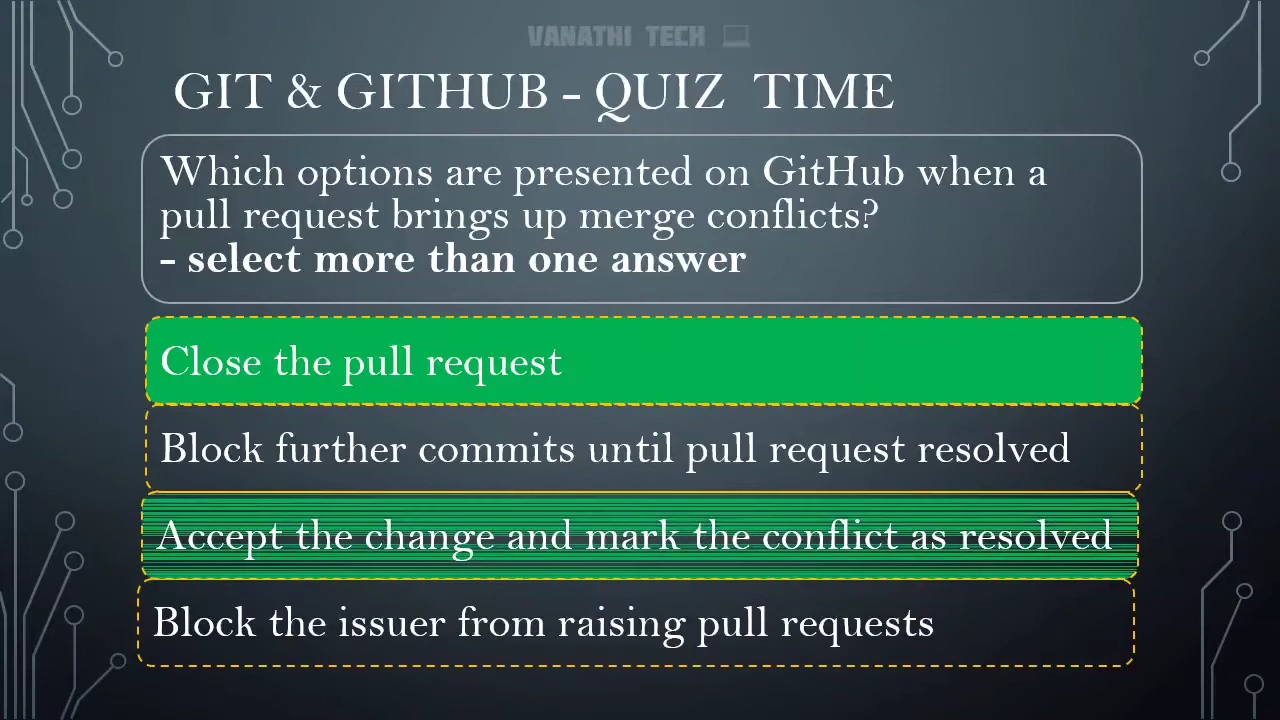 VANATHI TECH
GIT & GITHUB - QUIZ TIME
Which options are presented on GitHub when a
pull request brings up merge conflicts?
- select more than one answer
Close the pull request
Block further commits until pull request resolved
Accept the change and mark the conflict as resolved
Block the issuer from raising pull requests